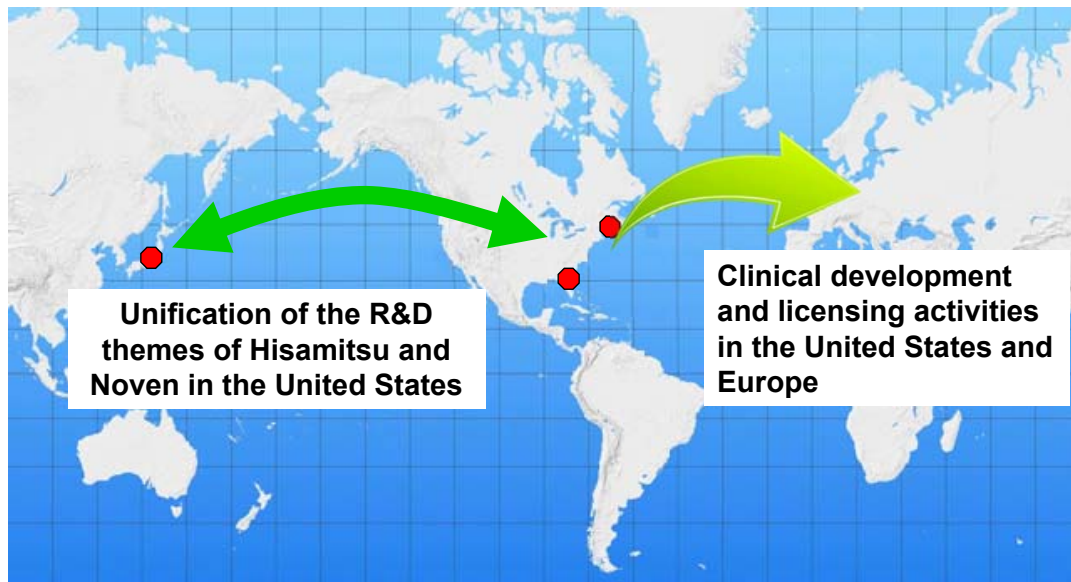 Unification of the R&D
themes of Hisamitsu and
Noven in the United States
Clinical development
and licensing activities
in the United States and
Europe